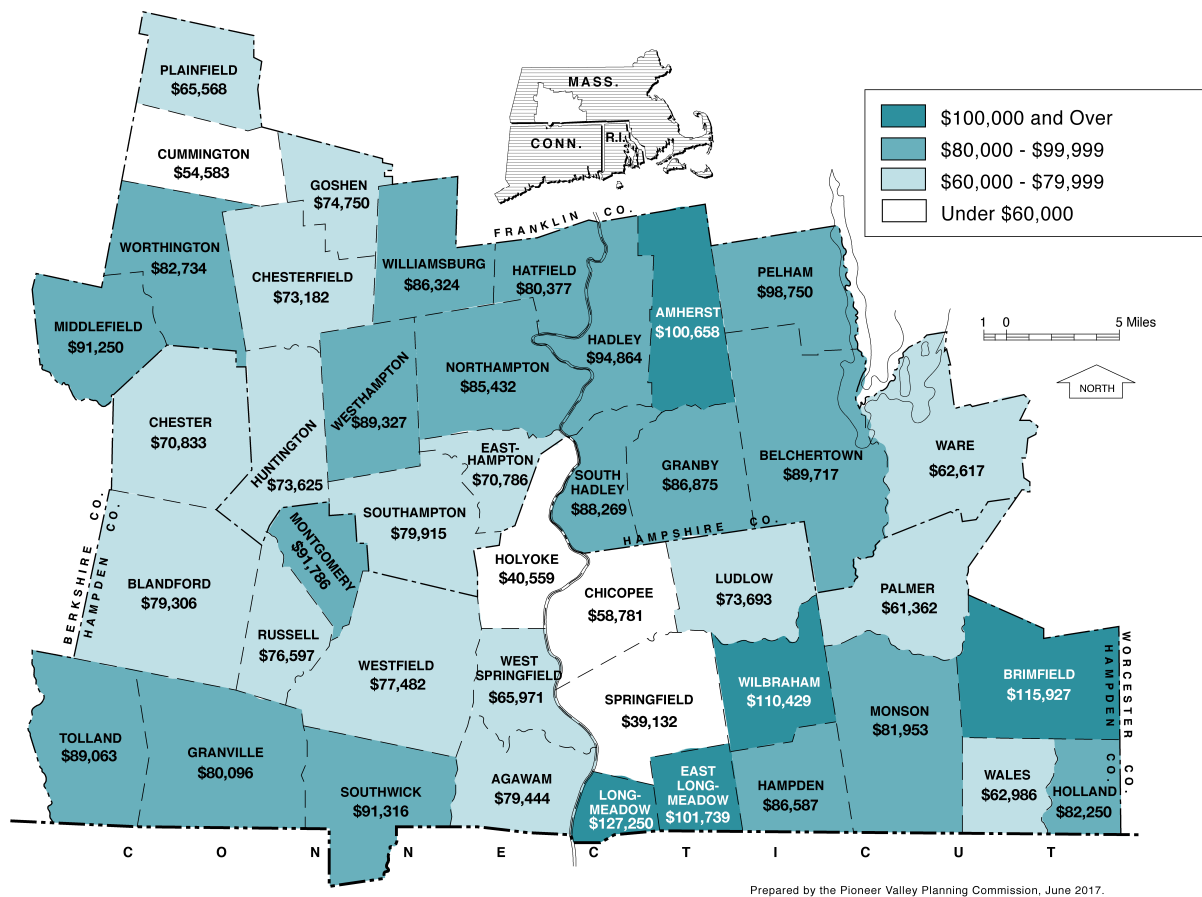 PLAINFIELD
$65,568
CUMMINGTON
$54,583
GOSHEN
$74,750
MASS.
CONN.
R.I.
$100,000 and Over
$80,000 - $99,999
$60,000 - $79,999
Under $60,000
FRANKLIN CO.
WORTHINGTON
$82,734
CHESTERFIELD
$73,182
WILLIAMSBURG
$86,324
HATFIELD
$80,377
PELHAM
$98,750
MIDDLEFIELD
$91,250
AMHERST
$100,658
HADLEY
$94,864
1 0 5 Miles
NORTH
NORTHAMPTON
$85,432
WESTHAMPTON
$89,327
CHESTER
$70,833
HUNTINGTON
$73,625
EAST-
HAMPTON
$70,786
SOUTH
HADLEY
$88,269
GRANBY
$86,875
BELCHERTOWN
$89,717
WARE
$62,617
SOUTHAMPTON
$79,915
MONTGOMERY
$91,786
HAMPSHIRE CO.
BERKSHIRE CO.
HAMPDEN CO.
BLANDFORD
$79,306
HOLYOKE
$40,559
CHICOPEE
$58,781
LUDLOW
$73,693
PALMER
$61,362
RUSSELL
$76,597
WESTFIELD
$77,482
WEST
SPRINGFIELD
$65,971
SPRINGFIELD
$39,132
WILBRAHAM
$110,429
MONSON
$81,953
BRIMFIELD
$115,927
HAMPDEN CO.
WORCESTER CO.
TOLLAND
$89,063
GRANVILLE
$80,096
SOUTHWICK
$91,316
AGAWAM
$79,444
LONG-
MEADOW
$127,250
EAST
LONG-
MEADOW
$101,739
HAMPDEN
$86,587
WALES
$62,986
HOLLAND
$82,250
CONNECTICUT
Prepared by the Pioneer Valley Planning Commission, June 2017.